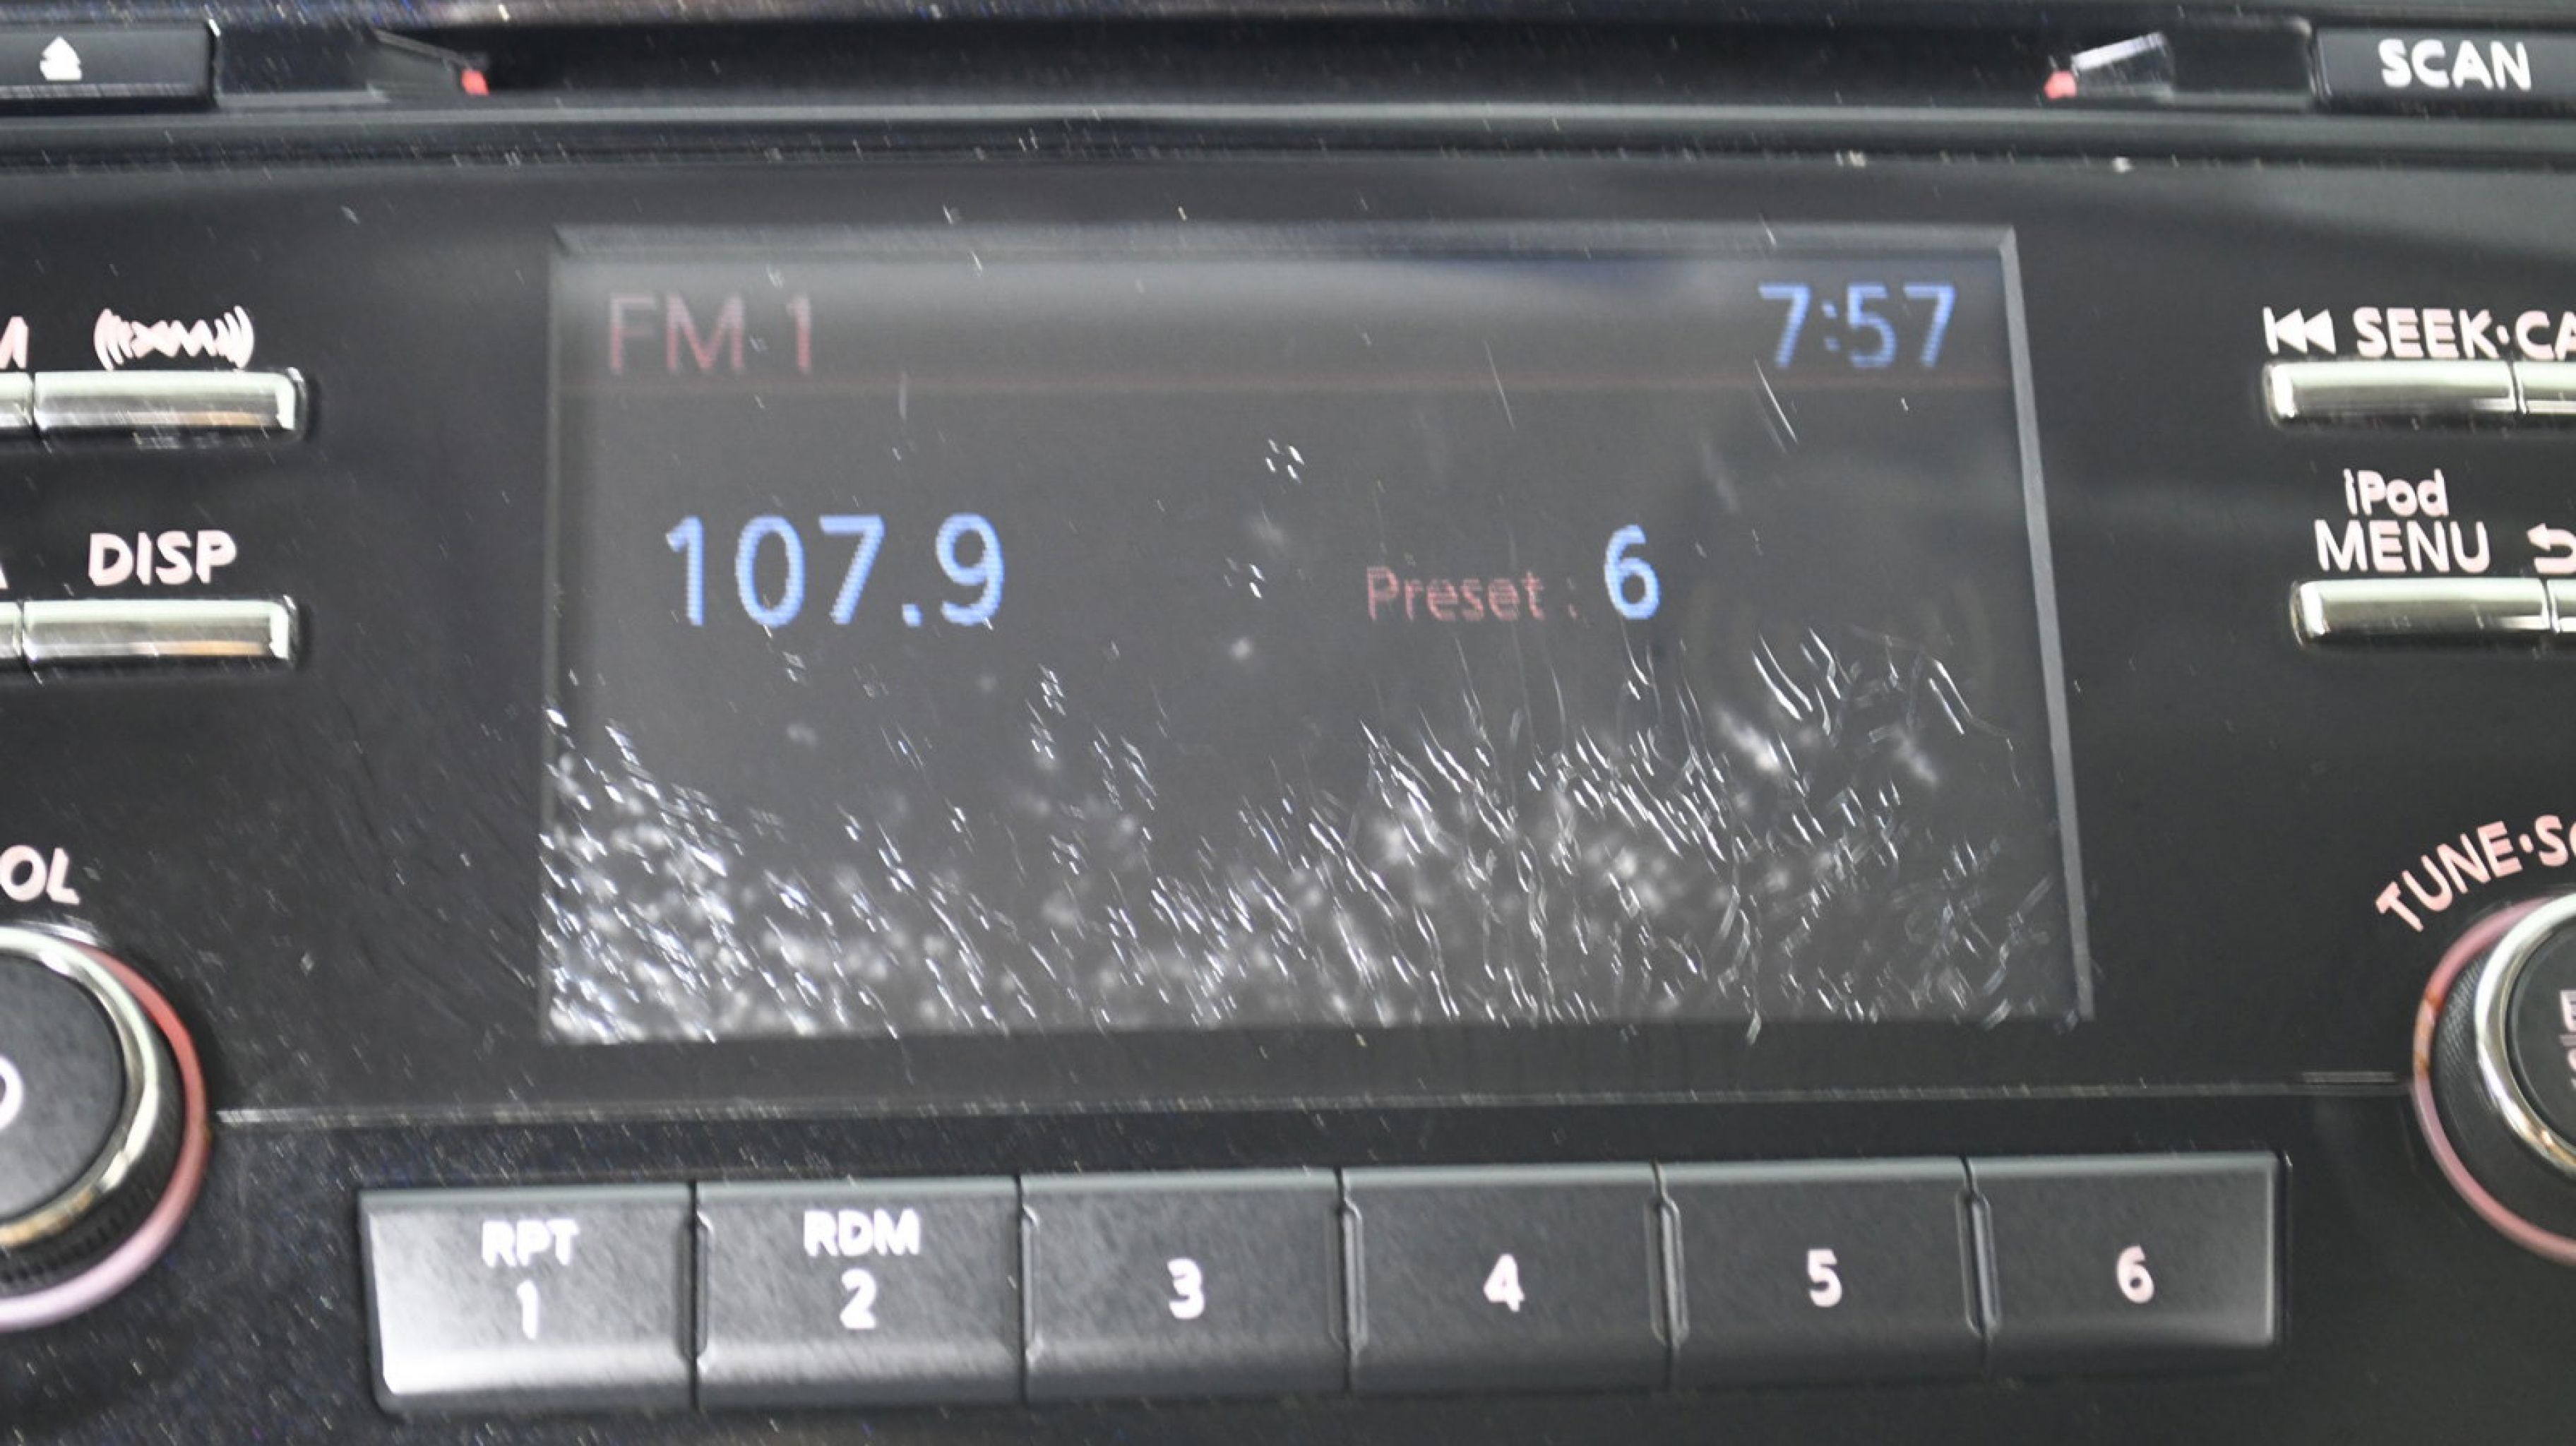 SCAN
FM 1
7:57
XM
SEEK
107.9
Preset : 6
DISP
iPod
MENU
OL
TUNE
RPT
1
RDM
2
3
4
5
6